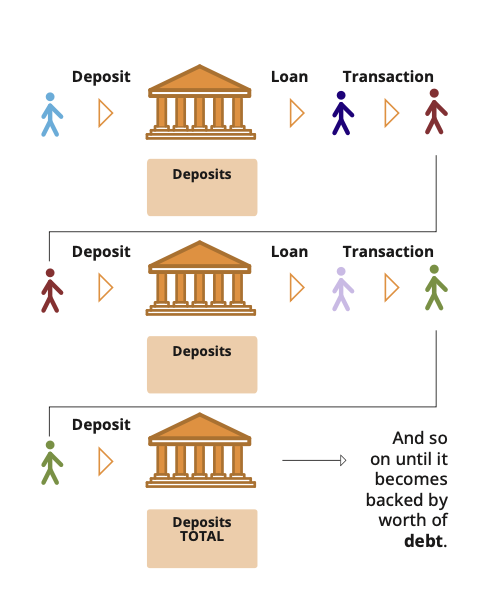 Deposit
Loan
Transaction
Deposits
Deposit
Loan
Transaction
Deposits
Deposit
Deposits
TOTAL
And so
on until it
becomes
backed by
worth of
debt.